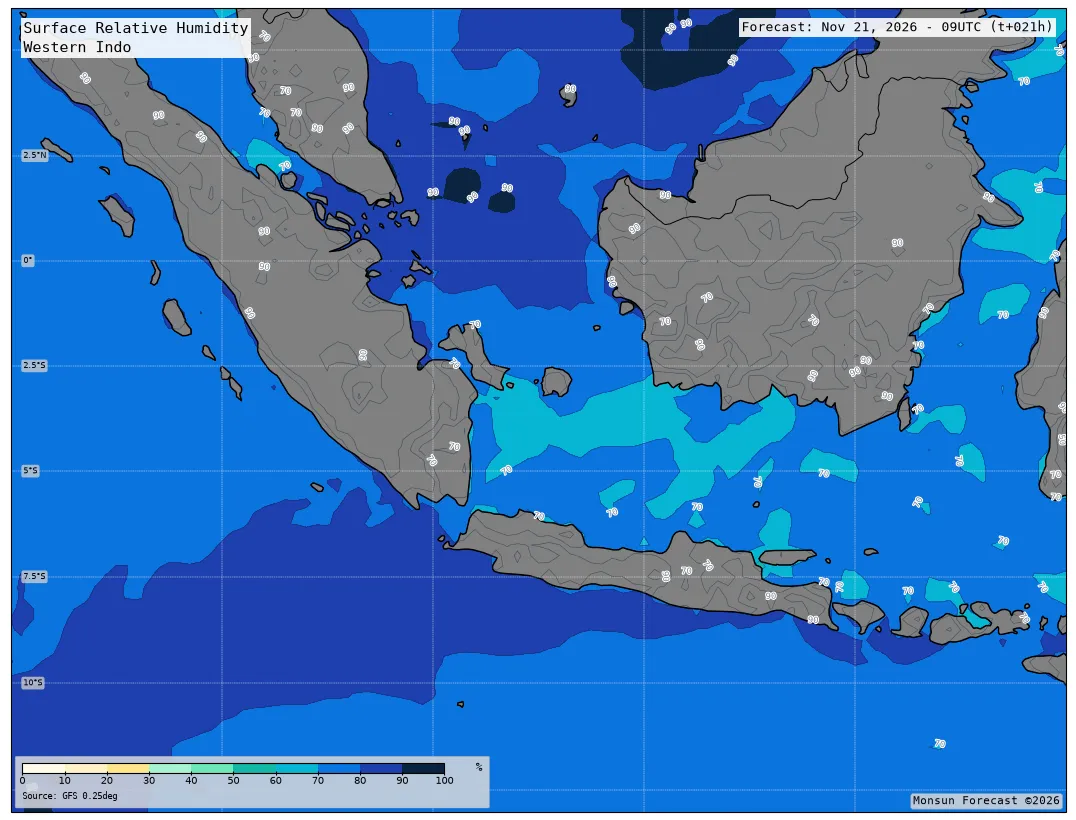 Surface Relative Humidity
Western Indo
Forecast: Nov 21, 2026 - 09UTC (t+021h)
2.5°N
0°
2.5°S
5°S
7.5°S
10°S
0 10 20 30 40 50 60 70 80 90 100
%
Source: GFS 0.25deg
Monsun Forecast ©2026